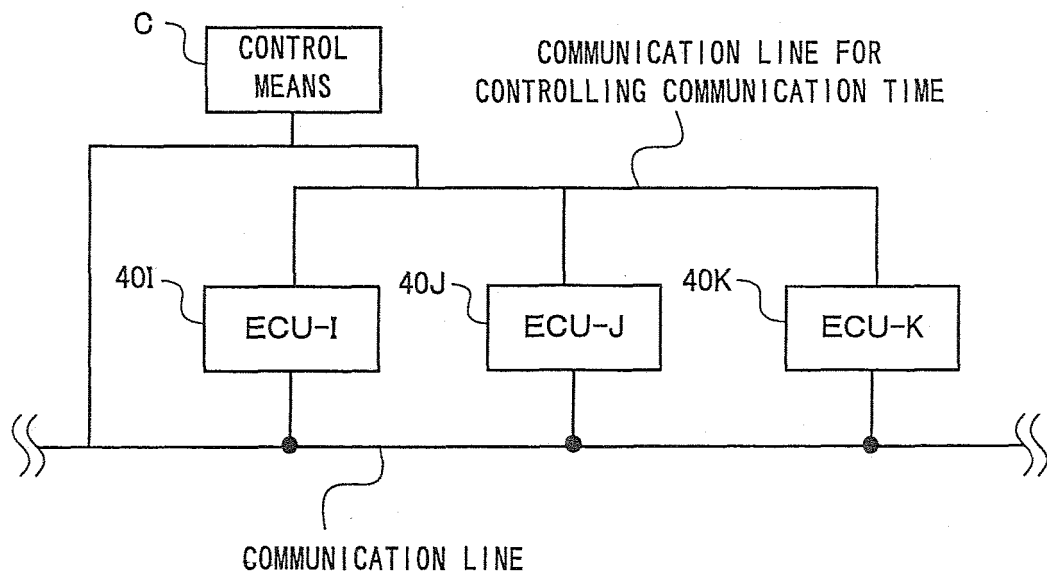 C
CONTROL
MEANS
COMMUNICATION LINE FOR
CONTROLLING COMMUNICATION TIME
40I
ECU-I
40J
ECU-J
40K
ECU-K
COMMUNICATION LINE